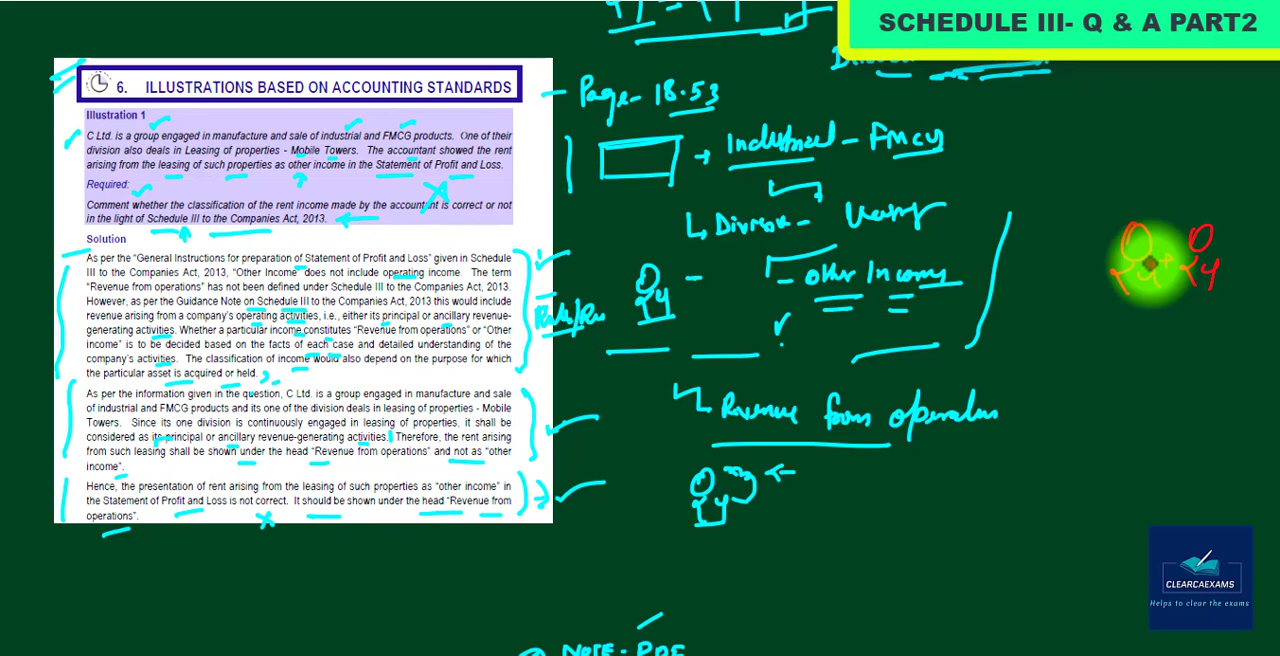 SCHEDULE III- Q & A PART2
6. ILLUSTRATIONS BASED ON ACCOUNTING STANDARDS
Illustration 1
C Ltd. is a group engaged in manufacture and sale of industrial and FMCG products. One of their
division also deals in Leasing of properties - Mobile Towers. The accountant showed the rent
arising from the leasing of such properties as other income in the Statement of Profit and Loss.
Required:
Comment whether the classification of the rent income made by the accountant is correct or not
in the light of Schedule III to the Companies Act, 2013.
Solution
As per the “General Instructions for preparation of Statement of Profit and Loss” given in Schedule
III to the Companies Act, 2013, “Other Income” does not include operating income. The term
“Revenue from operations” has not been defined under Schedule III to the Companies Act, 2013.
However, as per the Guidance Note on Schedule III to the Companies Act, 2013 this would include
revenue arising from a company’s operating activities, i.e., either its principal or ancillary revenue-
generating activities. Whether a particular income constitutes “Revenue from operations” or “Other
income” is to be decided based on the facts of each case and detailed understanding of the
company’s activities. The classification of income would also depend on the purpose for which
the particular asset is acquired or held.
As per the information given in the question, C Ltd. is a group engaged in manufacture and sale
of industrial and FMCG products and its one of the division deals in leasing of properties - Mobile
Towers. Since its one division is continuously engaged in leasing of properties, it shall be
considered as its principal or ancillary revenue-generating activities. Therefore, the rent arising
from such leasing shall be shown under the head “Revenue from operations” and not as “other
income”.
Hence, the presentation of rent arising from the leasing of such properties as “other income” in
the Statement of Profit and Loss is not correct. It should be shown under the head “Revenue from
operations”.
Page- 18.53
Industrial - FMCG
Division -
- other Income
Revenue from operation
NOTE - PDF
CLEARCAEXAMS
Helps to clear the exams